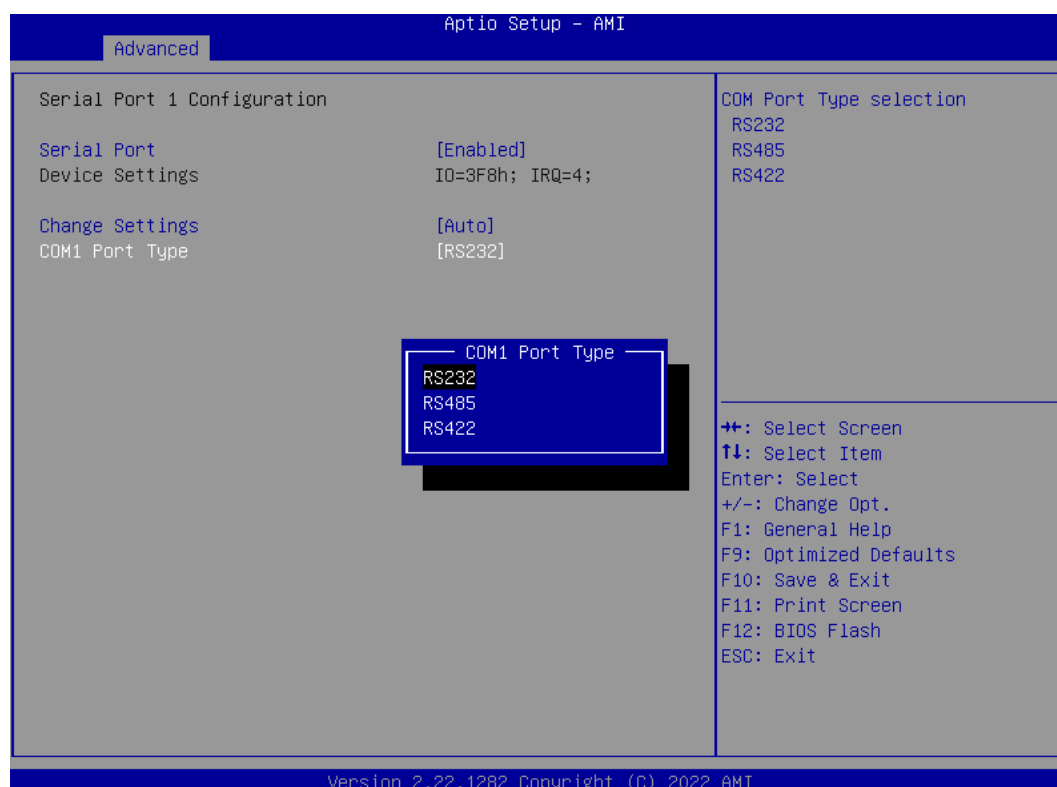 Aptio Setup – AMI
Advanced
Serial Port 1 Configuration
Serial Port [Enabled]
Device Settings IO=3F8h; IRQ=4;
Change Settings [Auto]
COM1 Port Type [RS232]
COM1 Port Type
RS232
RS485
RS422
COM Port Type selection
RS232
RS485
RS422
→←: Select Screen
↑↓: Select Item
Enter: Select
+/-: Change Opt.
F1: General Help
F9: Optimized Defaults
F10: Save & Exit
F11: Print Screen
F12: BIOS Flash
ESC: Exit
Version 2.22.1282 Copyright (C) 2022 AMI